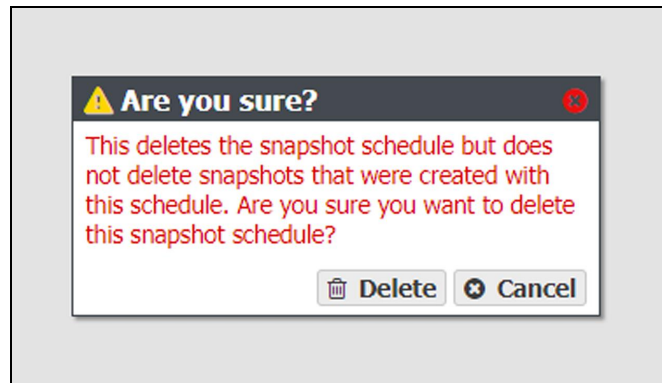 Are you sure?
This deletes the snapshot schedule but does
not delete snapshots that were created with
this schedule. Are you sure you want to delete
this snapshot schedule?
Delete Cancel